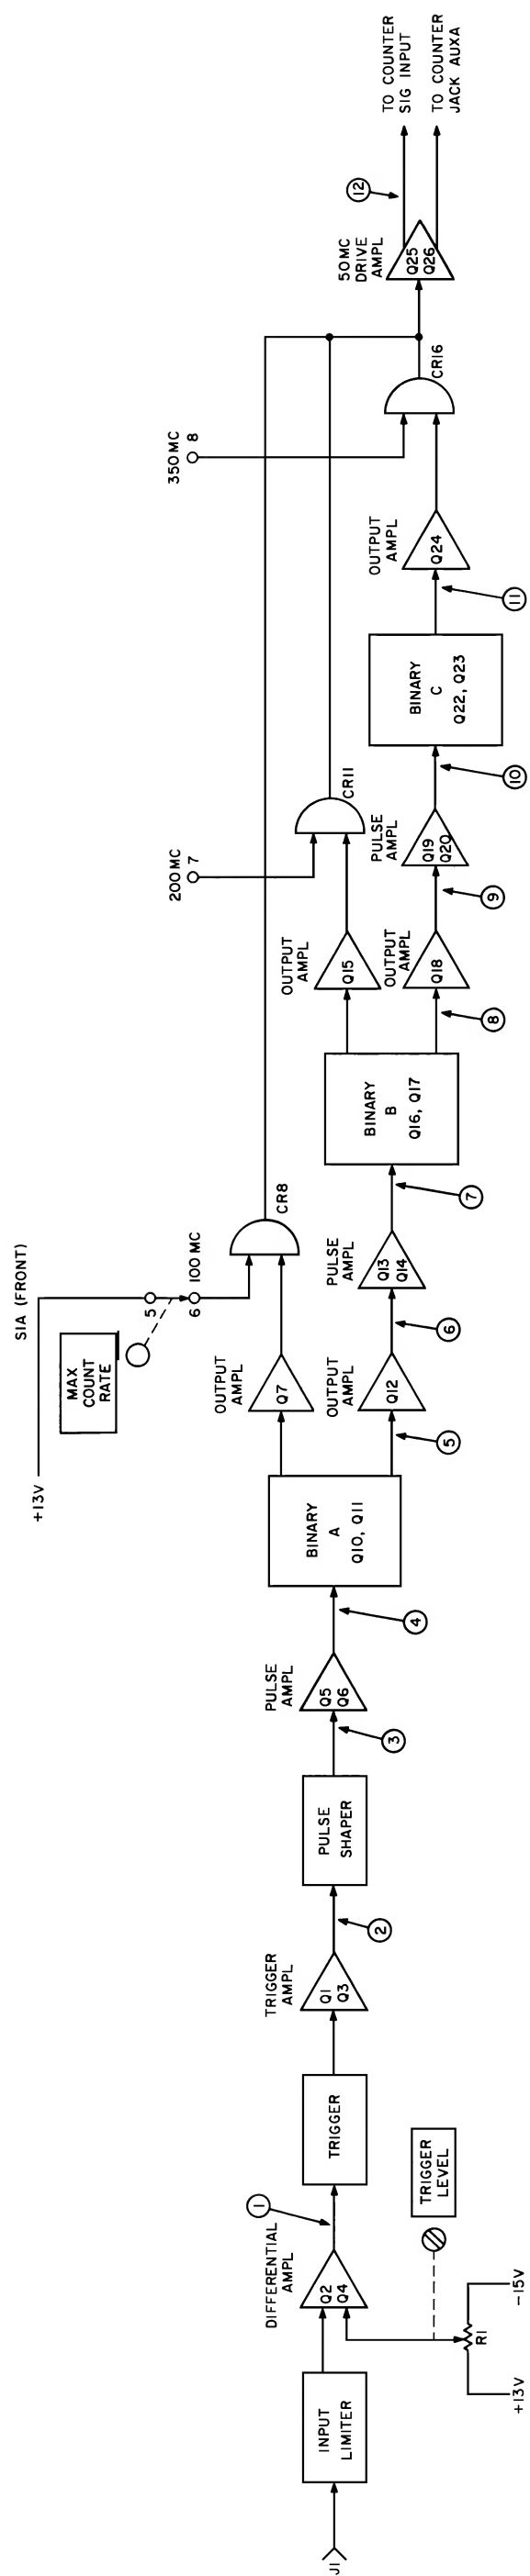 J1
INPUT
LIMITER
+13V
R1
-15V
DIFFERENTIAL
AMPL
Q2
Q4
1
TRIGGER
LEVEL
TRIGGER
TRIGGER
AMPL
Q1
Q3
2
PULSE
SHAPER
3
PULSE
AMPL
Q5
Q6
4
BINARY
A
Q10, Q11
+13V
S1A (FRONT)
MAX
COUNT
RATE
5
6
100 MC
OUTPUT
AMPL
Q7
CR8
5
OUTPUT
AMPL
Q12
6
PULSE
AMPL
Q13
Q14
7
BINARY
B
Q16, Q17
OUTPUT
AMPL
Q15
200 MC
7
CR11
8
OUTPUT
AMPL
Q18
9
PULSE AMPL
Q19
Q20
10
BINARY
C
Q22, Q23
11
OUTPUT
AMPL
Q24
350 MC
8
CR16
50MC
DRIVE
AMPL
Q25
Q26
12
TO COUNTER
SIG INPUT
TO COUNTER
JACK AUXA